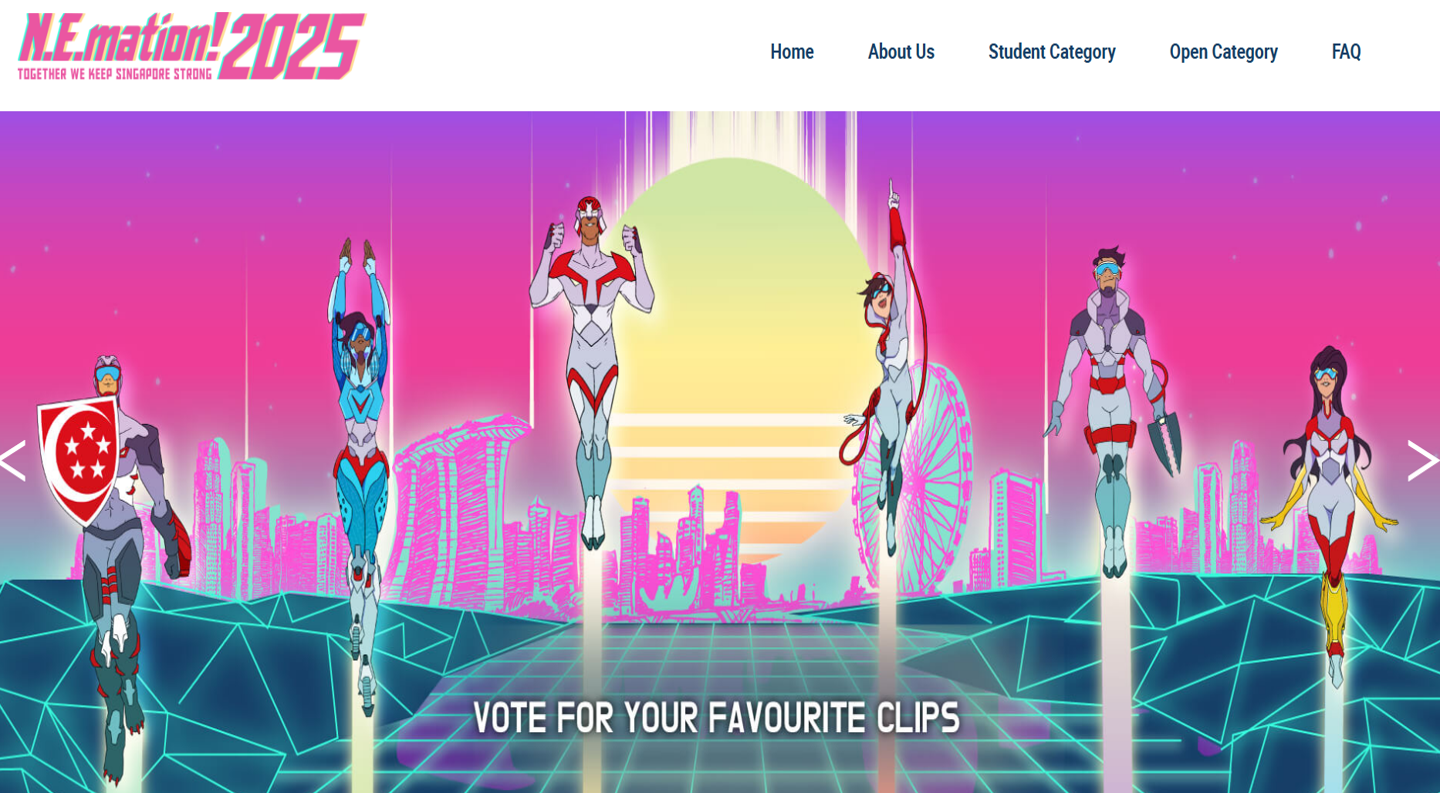 N.E.mation! 2025
TOGETHER WE KEEP SINGAPORE STRONG
Home About Us Student Category Open Category FAQ
VOTE FOR YOUR FAVOURITE CLIPS